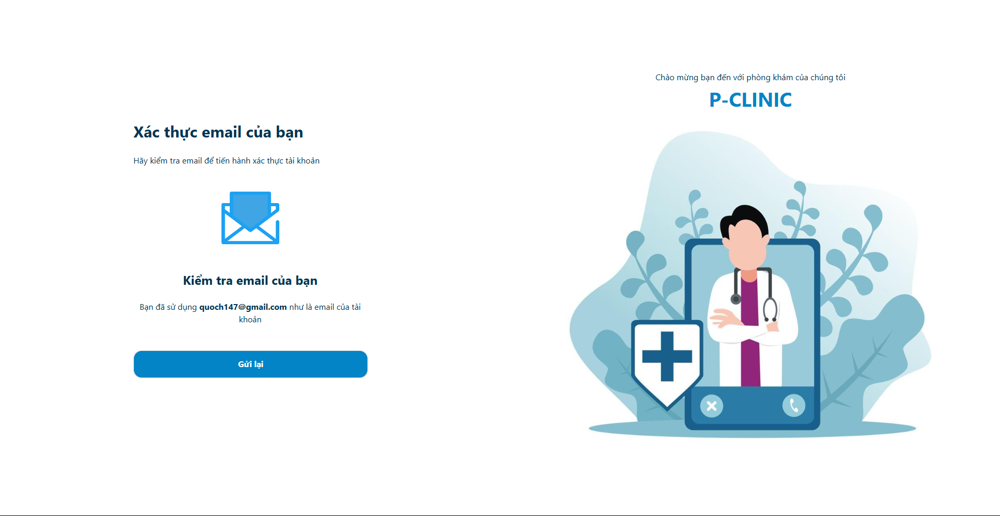 Xác thực email của bạn
Hãy kiểm tra email để tiến hành xác thực tài khoản
Kiểm tra email của bạn
Bạn đã sử dụng quoch147@gmail.com như là email của tài
khoản
Gửi lại
Chào mừng bạn đến với phòng khám của chúng tôi
P-CLINIC